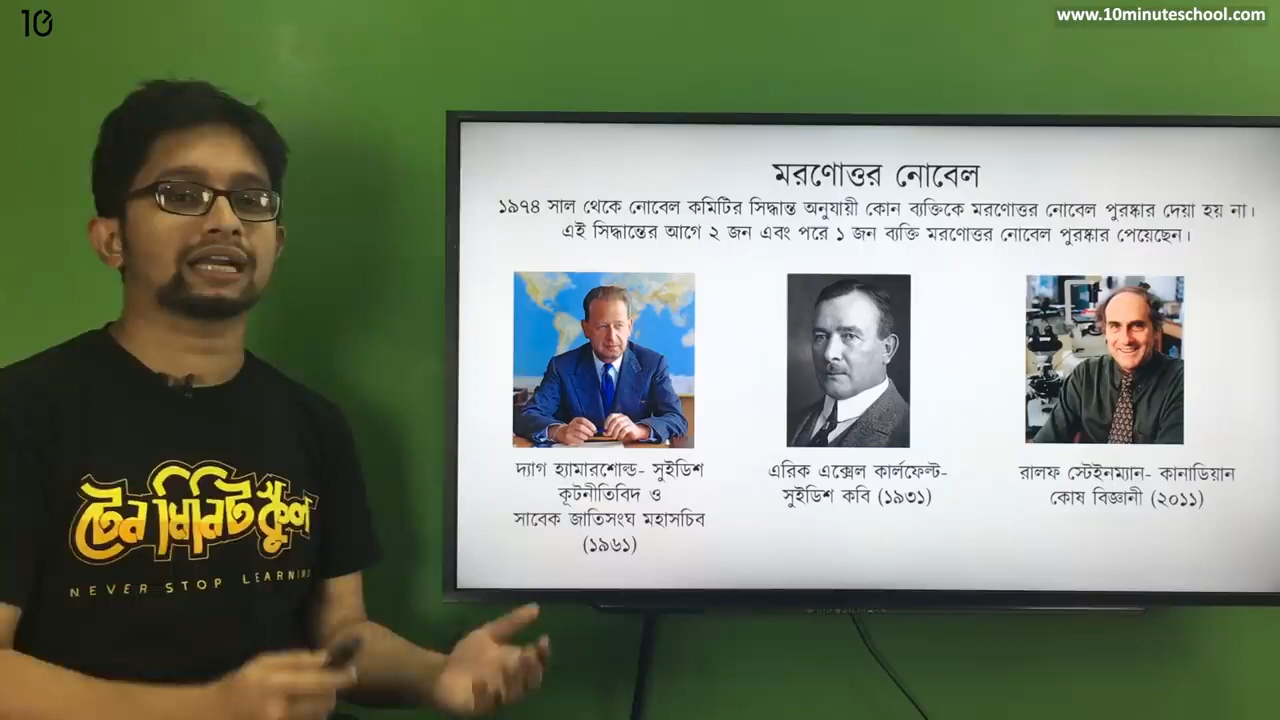 10
www.10minuteschool.com
মরণোত্তর নোবেল
১৯৭৪ সাল থেকে নোবেল কমিটির সিদ্ধান্ত অনুযায়ী কোন ব্যক্তিকে মরণোত্তর নোবেল পুরষ্কার দেয়া হয় না।
এই সিদ্ধান্তের আগে ২ জন এবং পরে ১ জন ব্যক্তি মরণোত্তর নোবেল পুরষ্কার পেয়েছেন।
দ্যাগ হ্যামারশোল্ড- সুইডিশ
কূটনীতিবিদ ও
সাবেক জাতিসংঘ মহাসচিব
(১৯৬১)
এরিক এক্সেল কার্লফেল্ট-
সুইডিশ কবি (১৯৩১)
রালফ স্টেইনম্যান- কানাডিয়ান
কোষ বিজ্ঞানী (২০১১)
টেন মিনিট স্কুল
NEVER STOP LEARNING